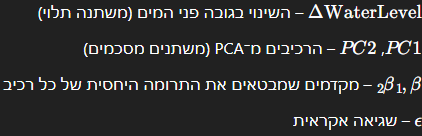 ΔWaterLevel – השינוי בגובה פני המים (משתנה תלוי)
PC1, PC2 – הרכיבים מ־PCA (משתנים מסכמים)
β₁, β₂ – מקדמים שמבטאים את התרומה היחסית של כל רכיב
ϵ – שגיאה אקראית